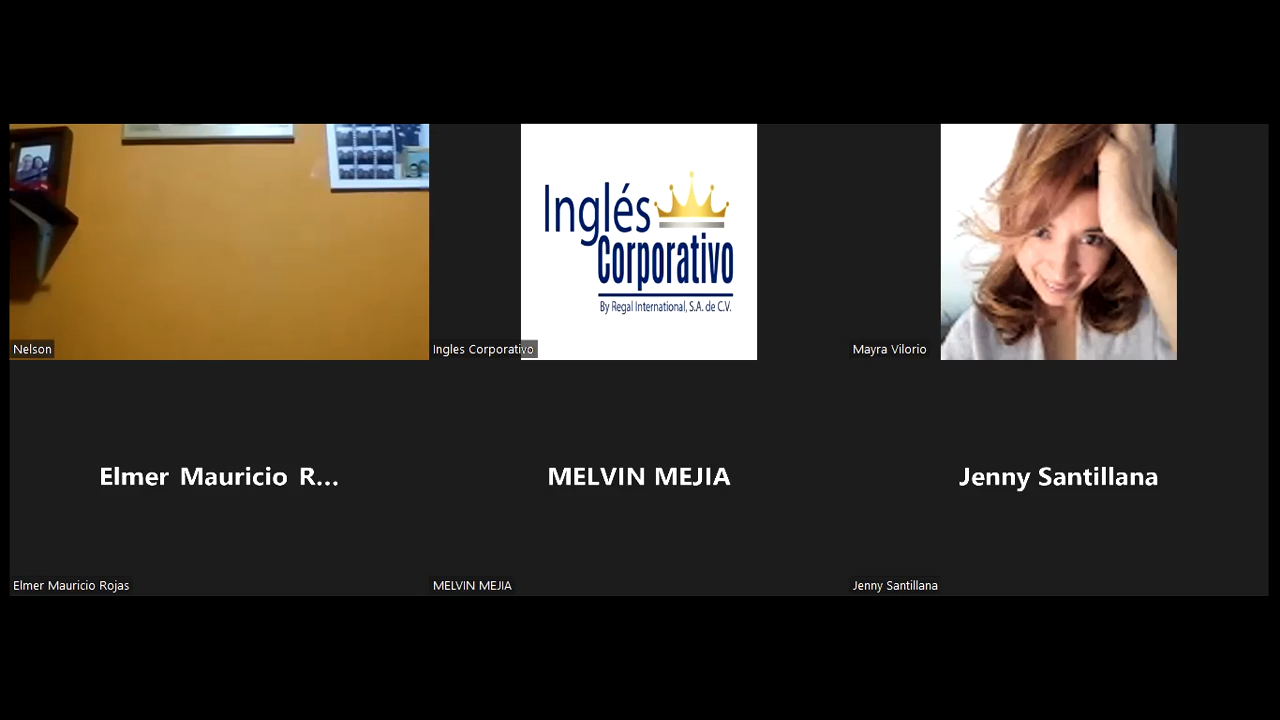 Inglés
Corporativo
By Regal International, S.A. de C.V.
Nelson
Ingles Corporativo
Mayra Vilorio
Elmer Mauricio R...
MELVIN MEJIA
Jenny Santillana
Elmer Mauricio Rojas
MELVIN MEJIA
Jenny Santillana